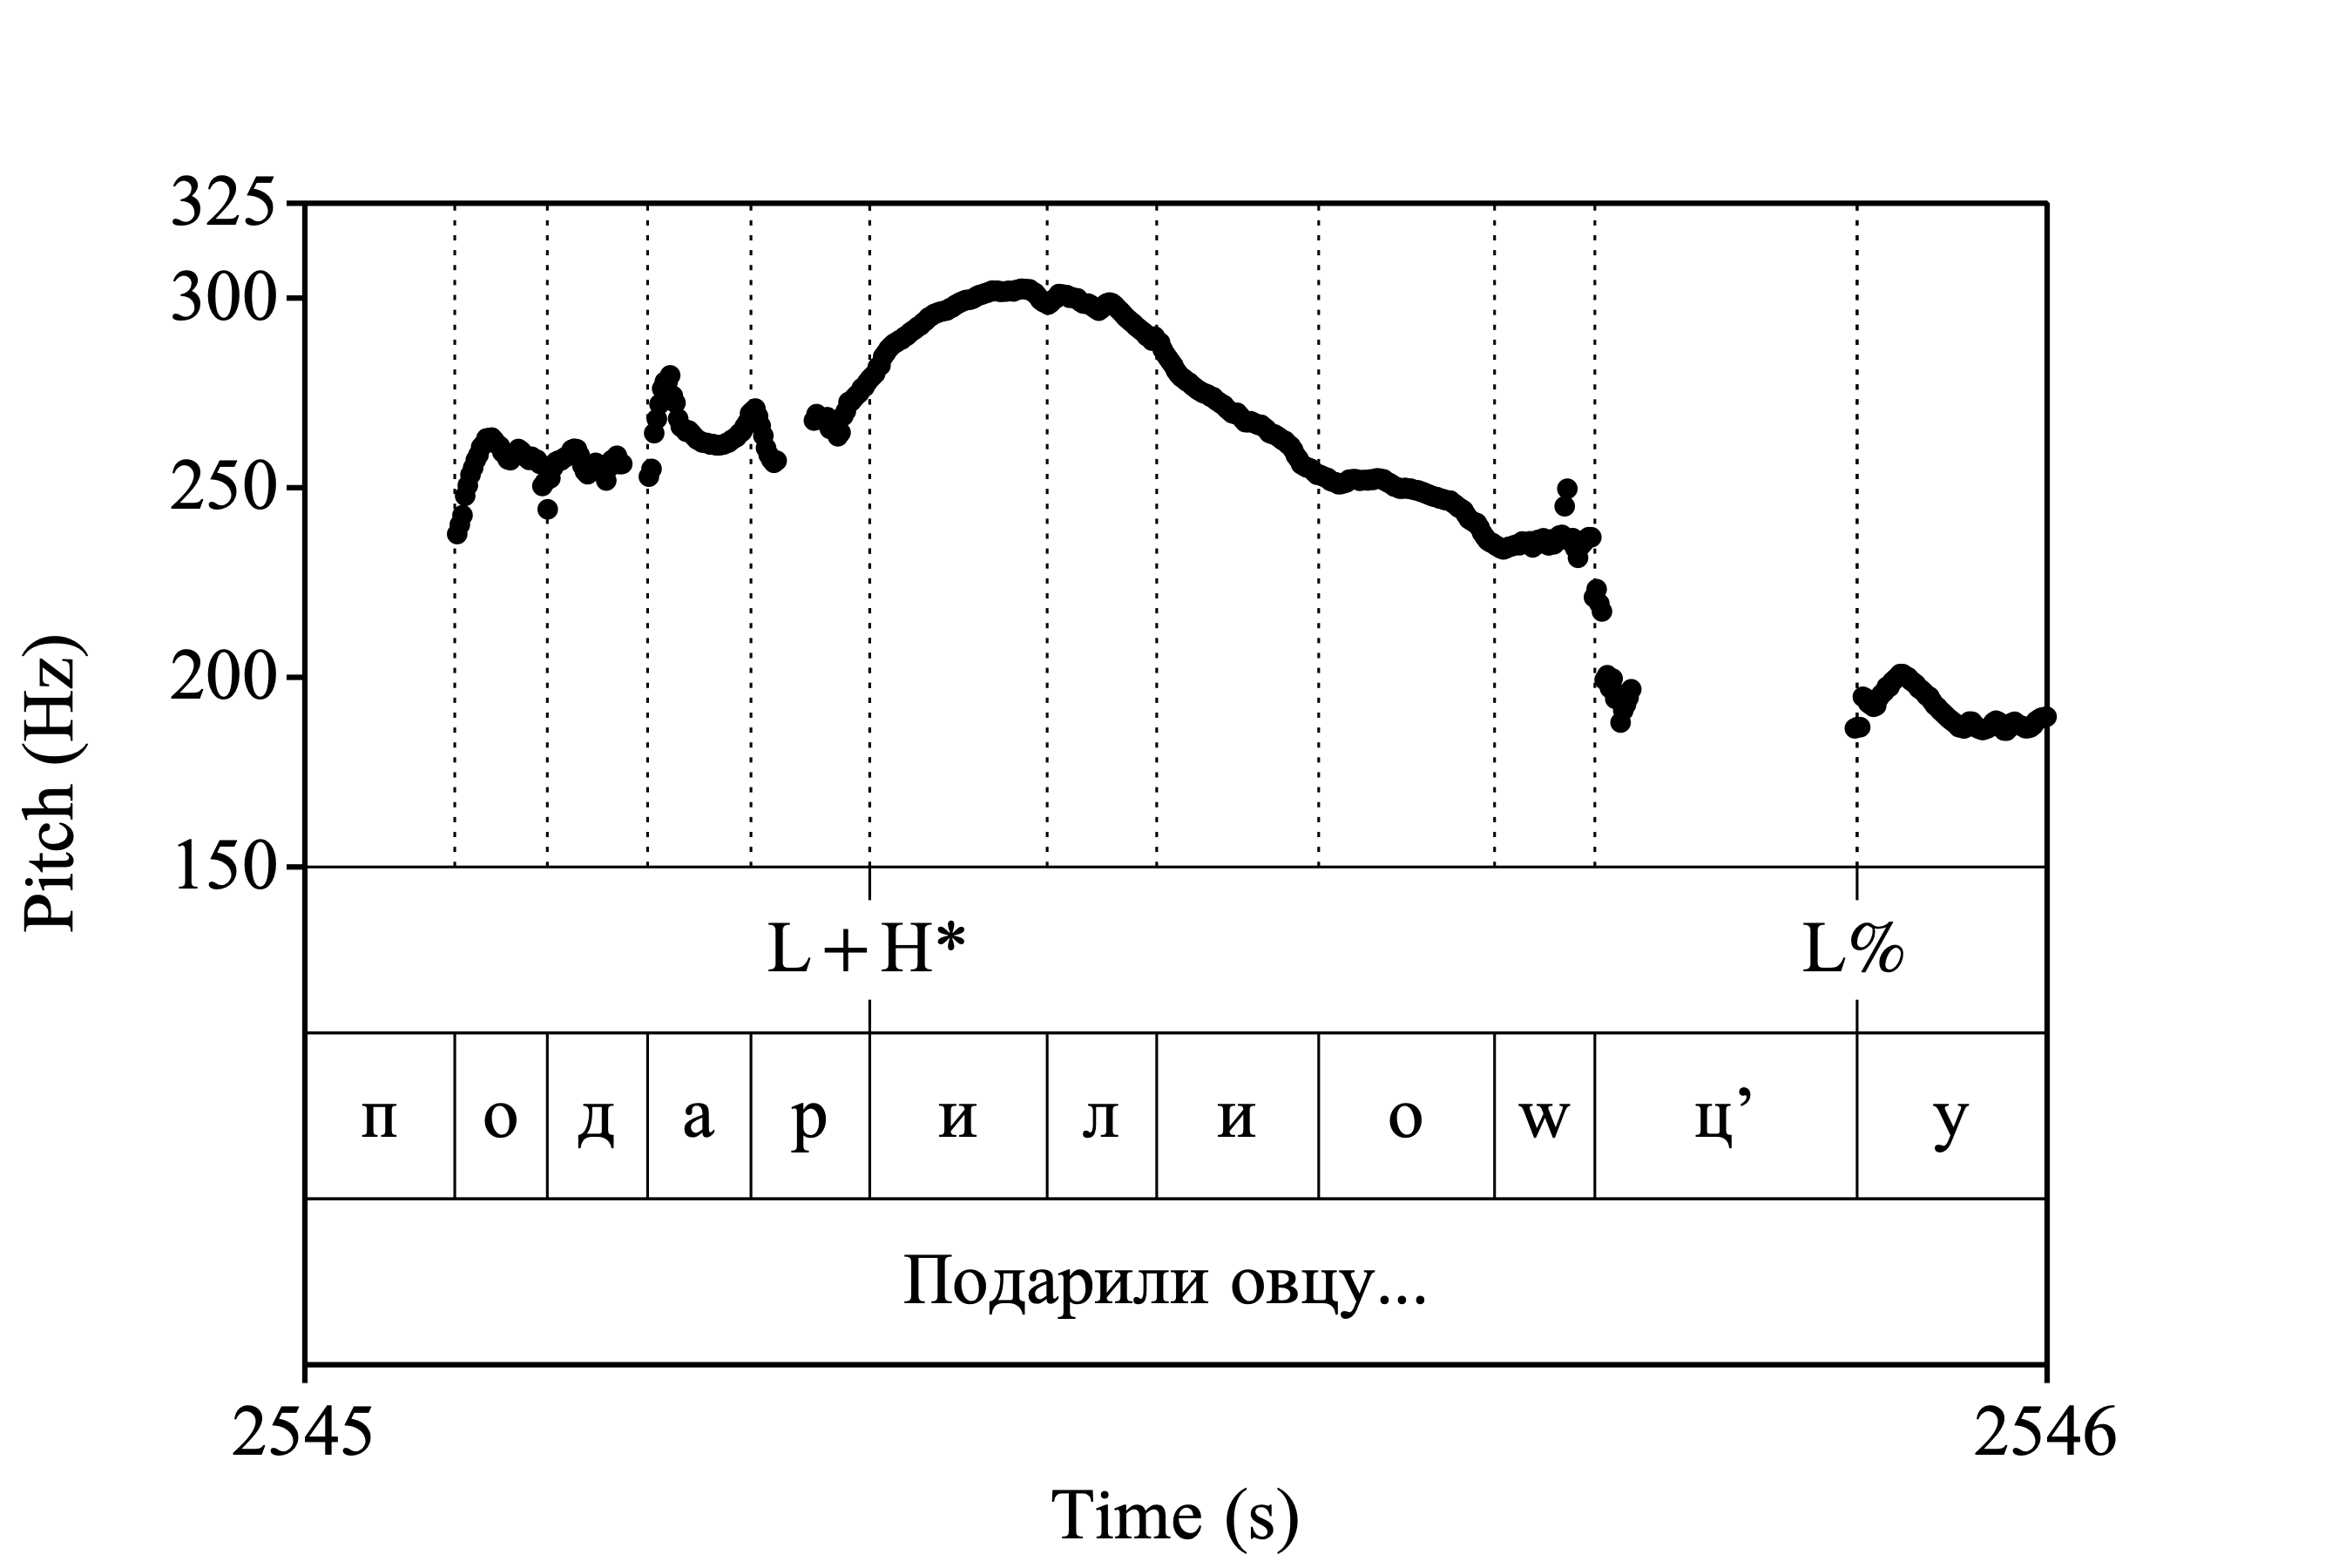 325
300
250
200
150
Pitch (Hz)
L+H* L%
п о д а р и л и о w ц’ у
Подарили овцу...
2545 2546
Time (s)